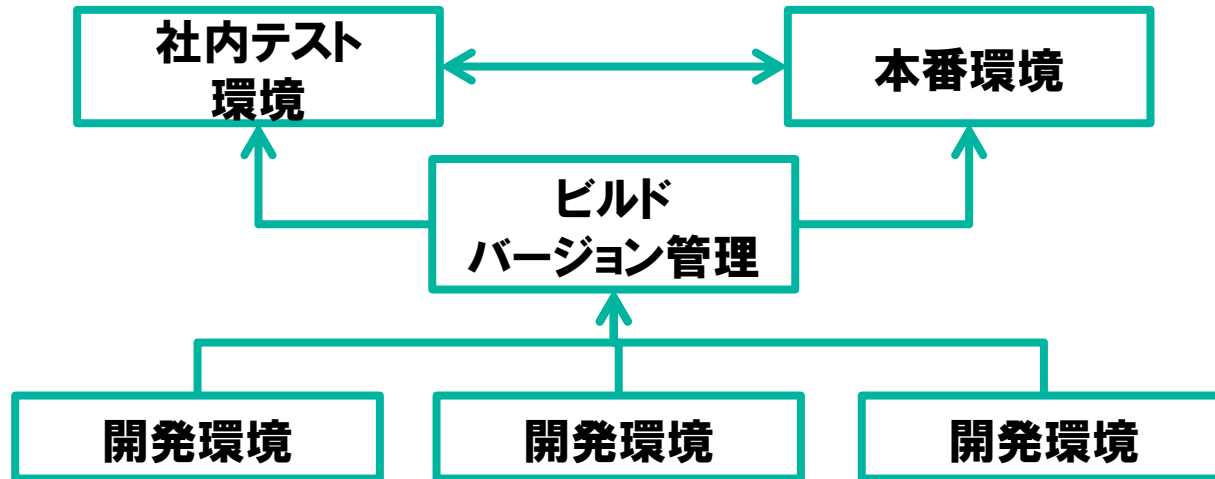 社内テスト
環境
本番環境
ビルド
バージョン管理
開発環境
開発環境
開発環境